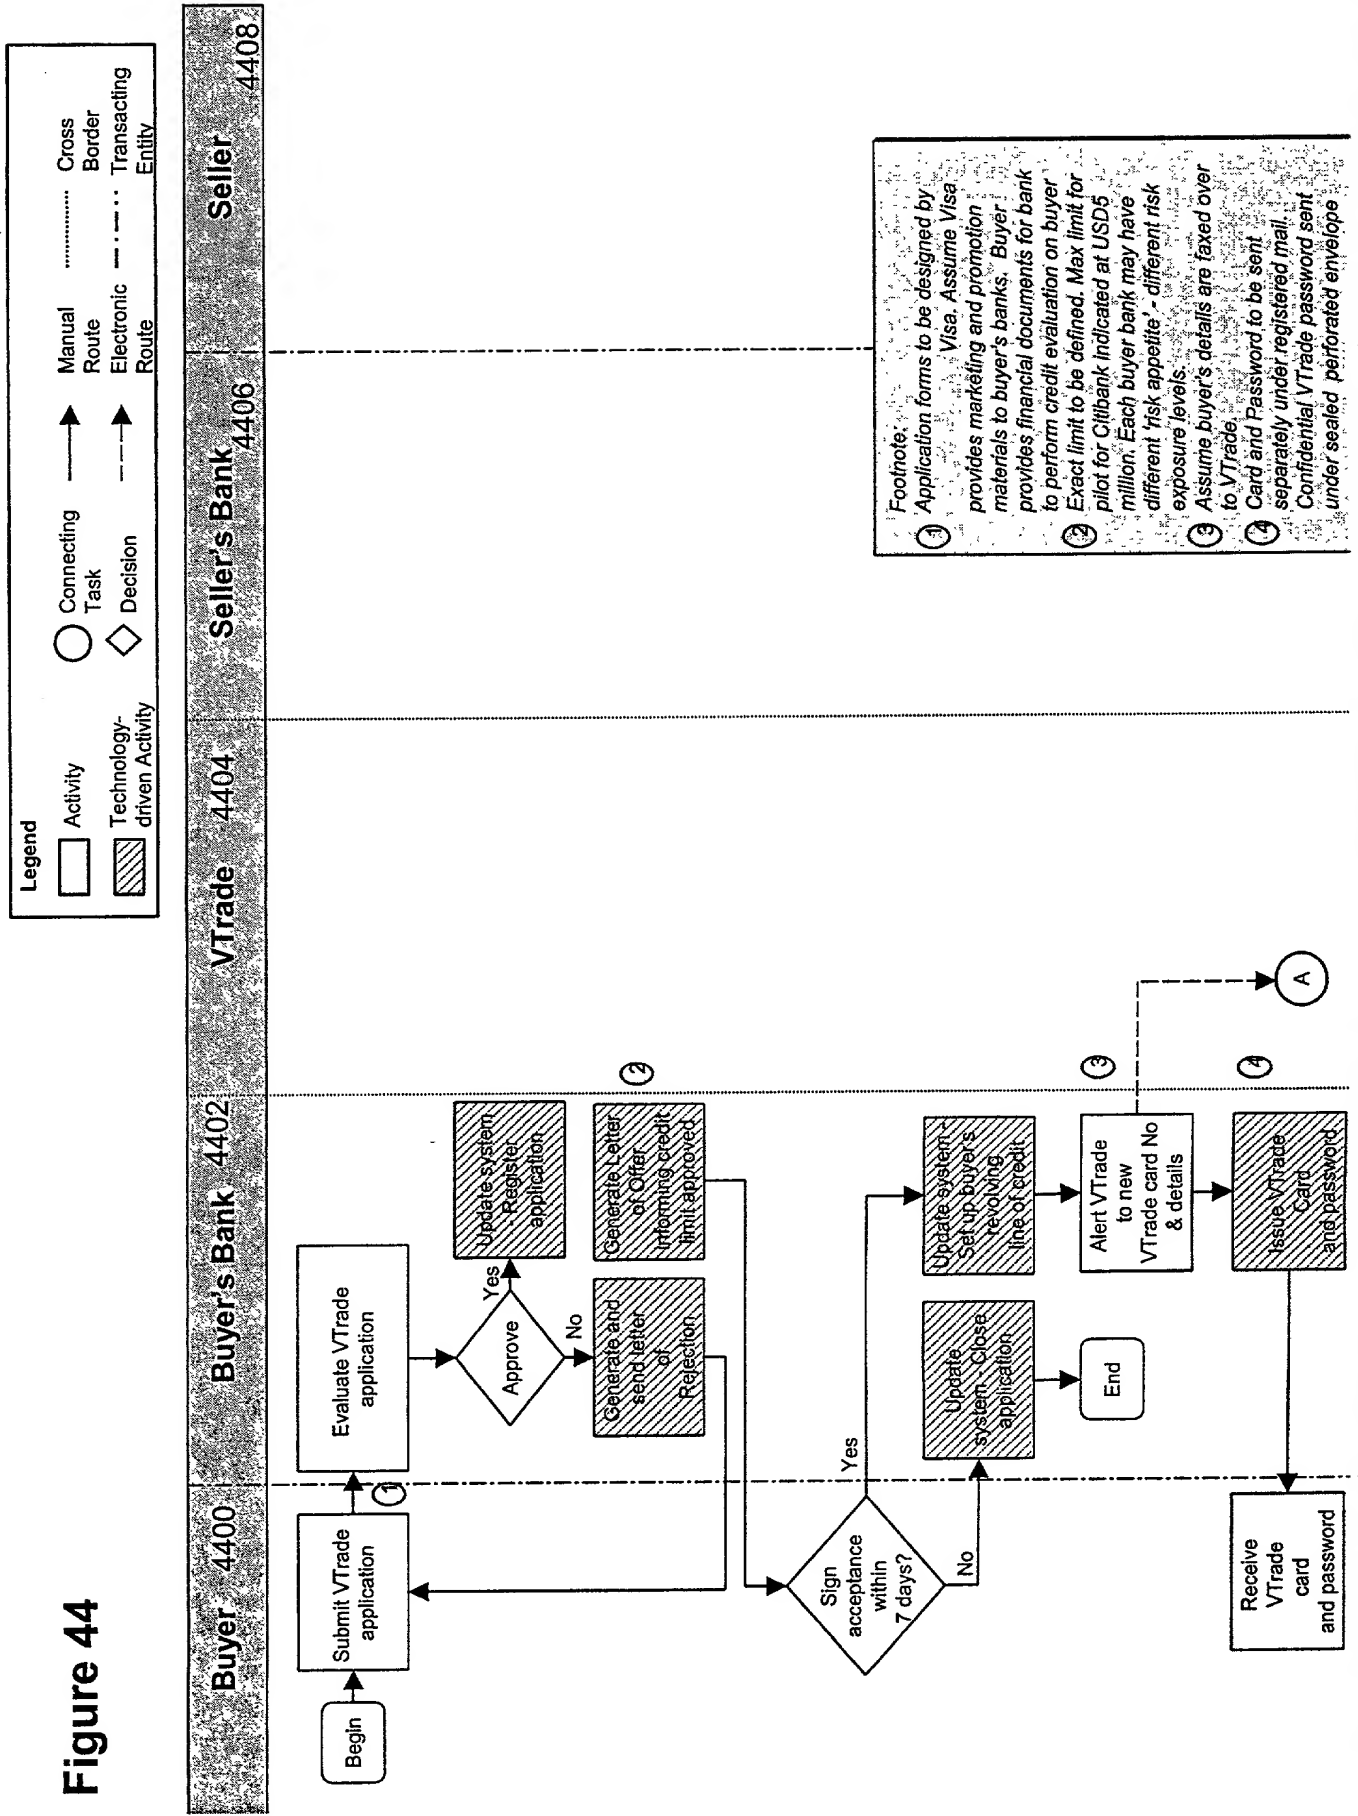 Figure 44
Legend
Activity
Technology-
driven Activity
Connecting
Task
Decision
Manual
Route
Electronic
Route
Cross
Border
Transacting
Entity
Buyer 4400
Buyer's Bank 4402
VTrade 4404
Seller's Bank 4406
Seller 4408
Begin
Submit VTrade
application
1
Evaluate VTrade
application
Approve
Yes
Update system
- Register
application
No
Generate and
send letter
of
Rejection
Generate Letter
of Offer
informing credit
limit approved
2
Sign
acceptance
within
7 days?
Yes
No
Update
system - Close
application
End
Update system -
Set up buyer's
revolving
line of credit
Alert VTrade
to new
VTrade card No
& details
3
A
Issue VTrade
Card
and password
4
Receive
VTrade
card
and password
Footnote:
1 Application forms to be designed by
Visa. Assume Visa
provides marketing and promotion
materials to buyer's banks. Buyer
provides financial documents for bank
to perform credit evaluation on buyer
2 Exact limit to be defined. Max limit for
pilot for Citibank Indicated at USD5
million. Each buyer bank may have
different 'risk appetite' - different risk
exposure levels.
3 Assume buyer's details are faxed over
to VTrade.
4 Card and Password to be sent
separately under registered mail.
Confidential VTrade password sent
under sealed perforated envelope